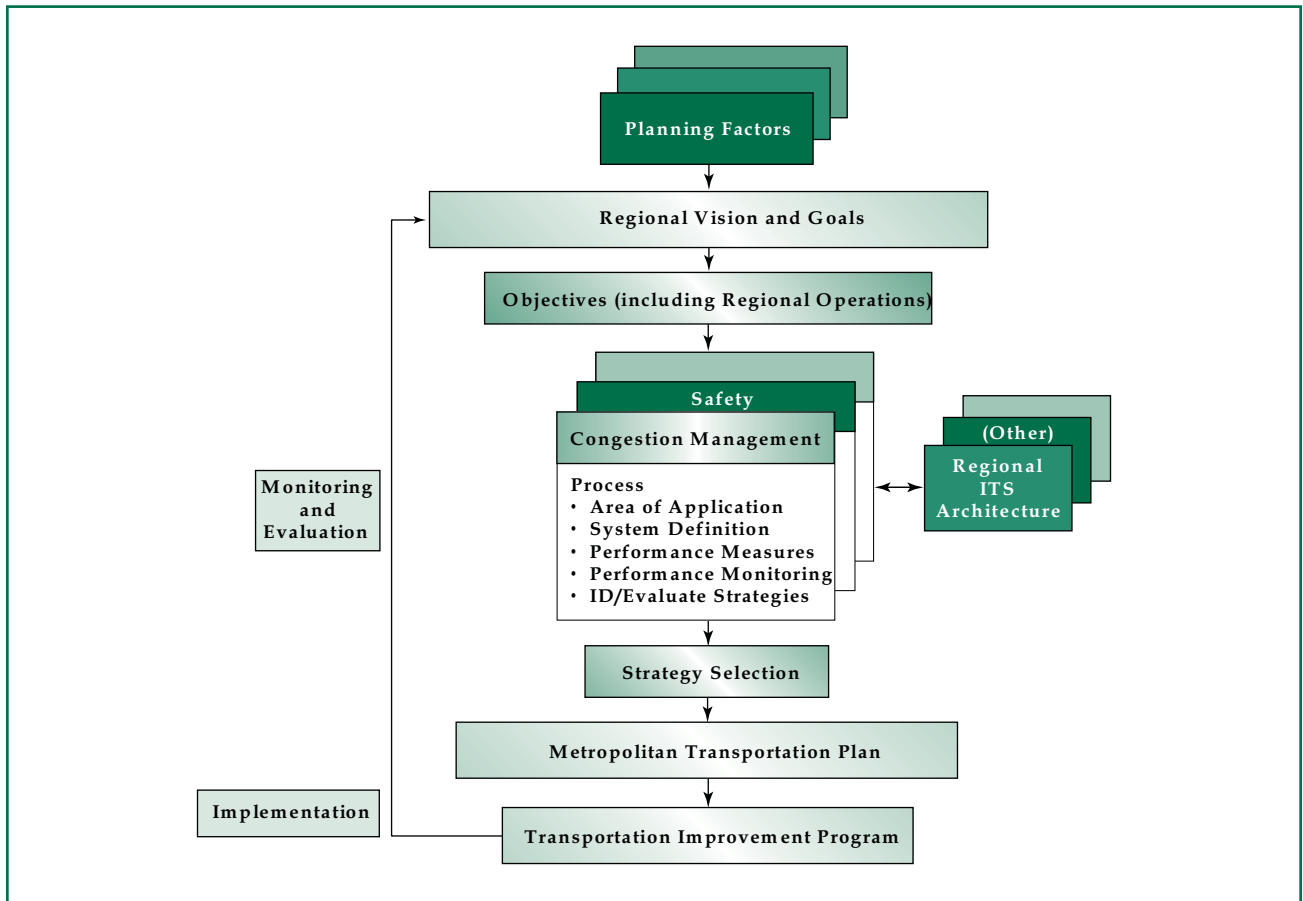 Planning Factors
Regional Vision and Goals
Objectives (including Regional Operations)
Safety
Congestion Management
Process
• Area of Application
• System Definition
• Performance Measures
• Performance Monitoring
• ID/Evaluate Strategies
(Other)
Regional
ITS
Architecture
Monitoring
and
Evaluation
Strategy Selection
Metropolitan Transportation Plan
Implementation
Transportation Improvement Program